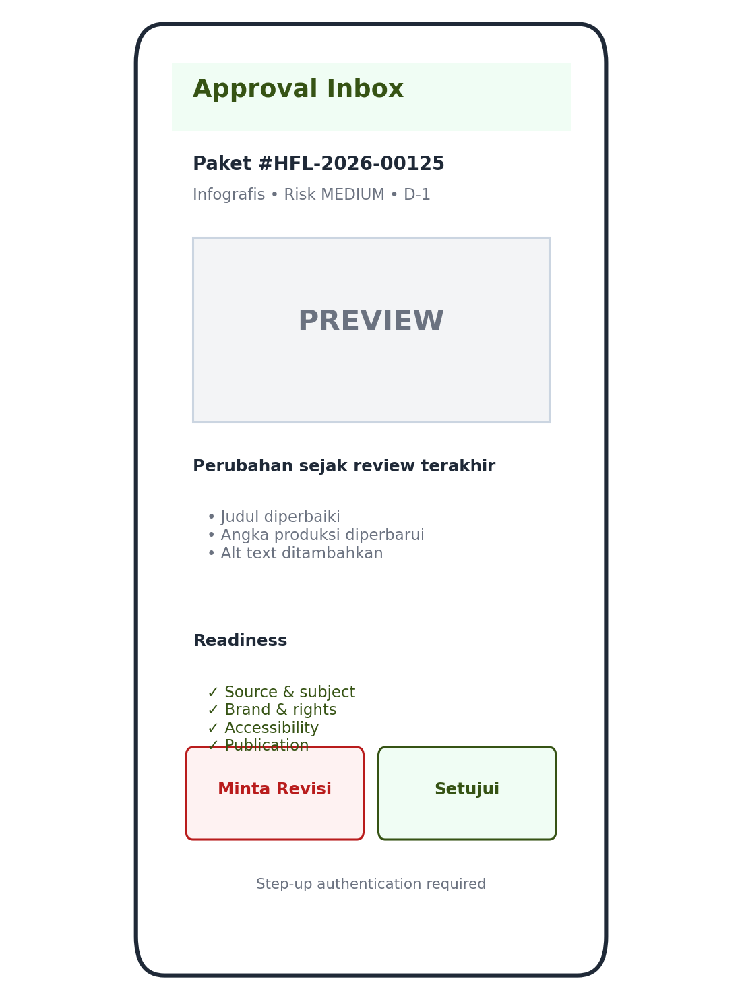 Approval Inbox
Paket #HFL-2026-00125
Infografis • Risk MEDIUM • D-1
PREVIEW
Perubahan sejak review terakhir
• Judul diperbaiki
• Angka produksi diperbarui
• Alt text ditambahkan
Readiness
✓ Source & subject
✓ Brand & rights
✓ Accessibility
✓ Publication
Minta Revisi
Setujui
Step-up authentication required